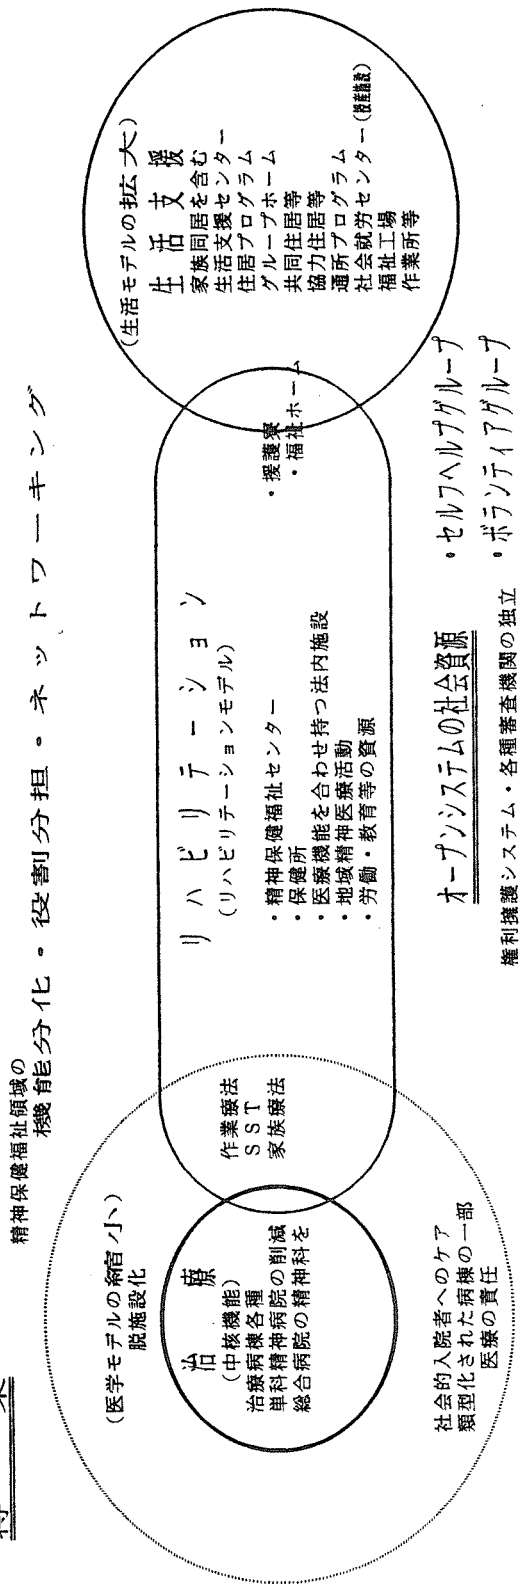 精神保健福祉領域の
機能分化・役割分担・ネットワーキング
(医学モデルの縮小)
脱施設化
治療
(中核機能)
治療病棟各種
単科精神病院の削減
総合病院の精神科を
社会的入院者へのケア
類型化された病棟の一部
医療の責任
作業療法
SST
家族療法
リハビリテーション
(リハビリテーションモデル)
・精神保健福祉センター
・保健所
・医療機能を合わせ持つ法内施設
・地域精神医療活動
・労働・教育等の資源
・援護寮
・福祉ホーム
(生活モデルの拡大)
生活支援
家族同居を含む
生活支援センター
住居プログラム
グループホーム
共同住居等
協力住居等
通所プログラム
社会就労センター(授産施設)
福祉工場
作業所等
オープンシステムの社会資源
・セルフヘルプグループ
・ボランティアグループ
権利擁護システム・各種審査機関の独立